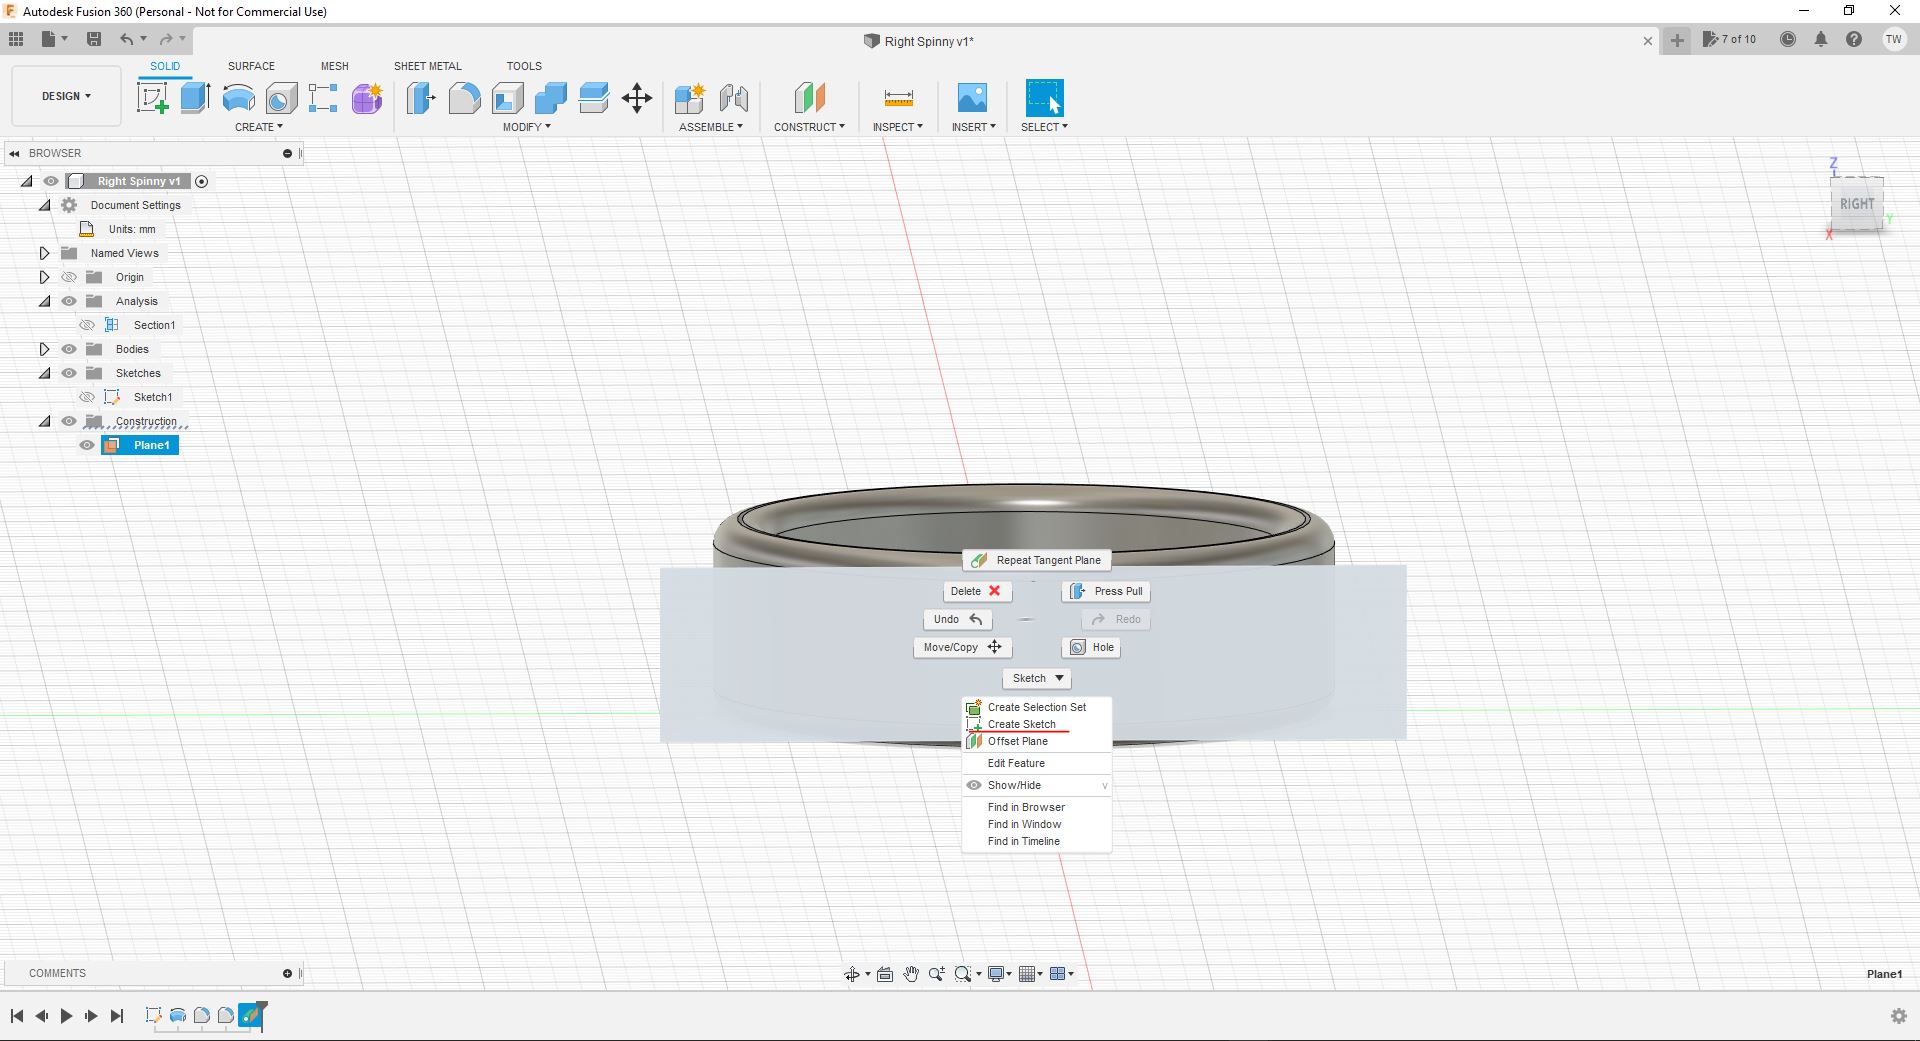 Autodesk Fusion 360 (Personal - Not for Commercial Use)
Right Spinny v1*
7 of 10
TW
SOLID SURFACE MESH SHEET METAL TOOLS
DESIGN
CREATE MODIFY ASSEMBLE CONSTRUCT INSPECT INSERT SELECT
BROWSER
Right Spinny v1
Document Settings
Units: mm
Named Views
Origin
Analysis
Section1
Bodies
Sketches
Sketch1
Construction
Plane1
Z
RIGHT
Y
X
Repeat Tangent Plane
Delete
Press Pull
Undo
Redo
Move/Copy
Hole
Sketch
Create Selection Set
Create Sketch
Offset Plane
Edit Feature
Show/Hide V
Find in Browser
Find in Window
Find in Timeline
COMMENTS
Plane1